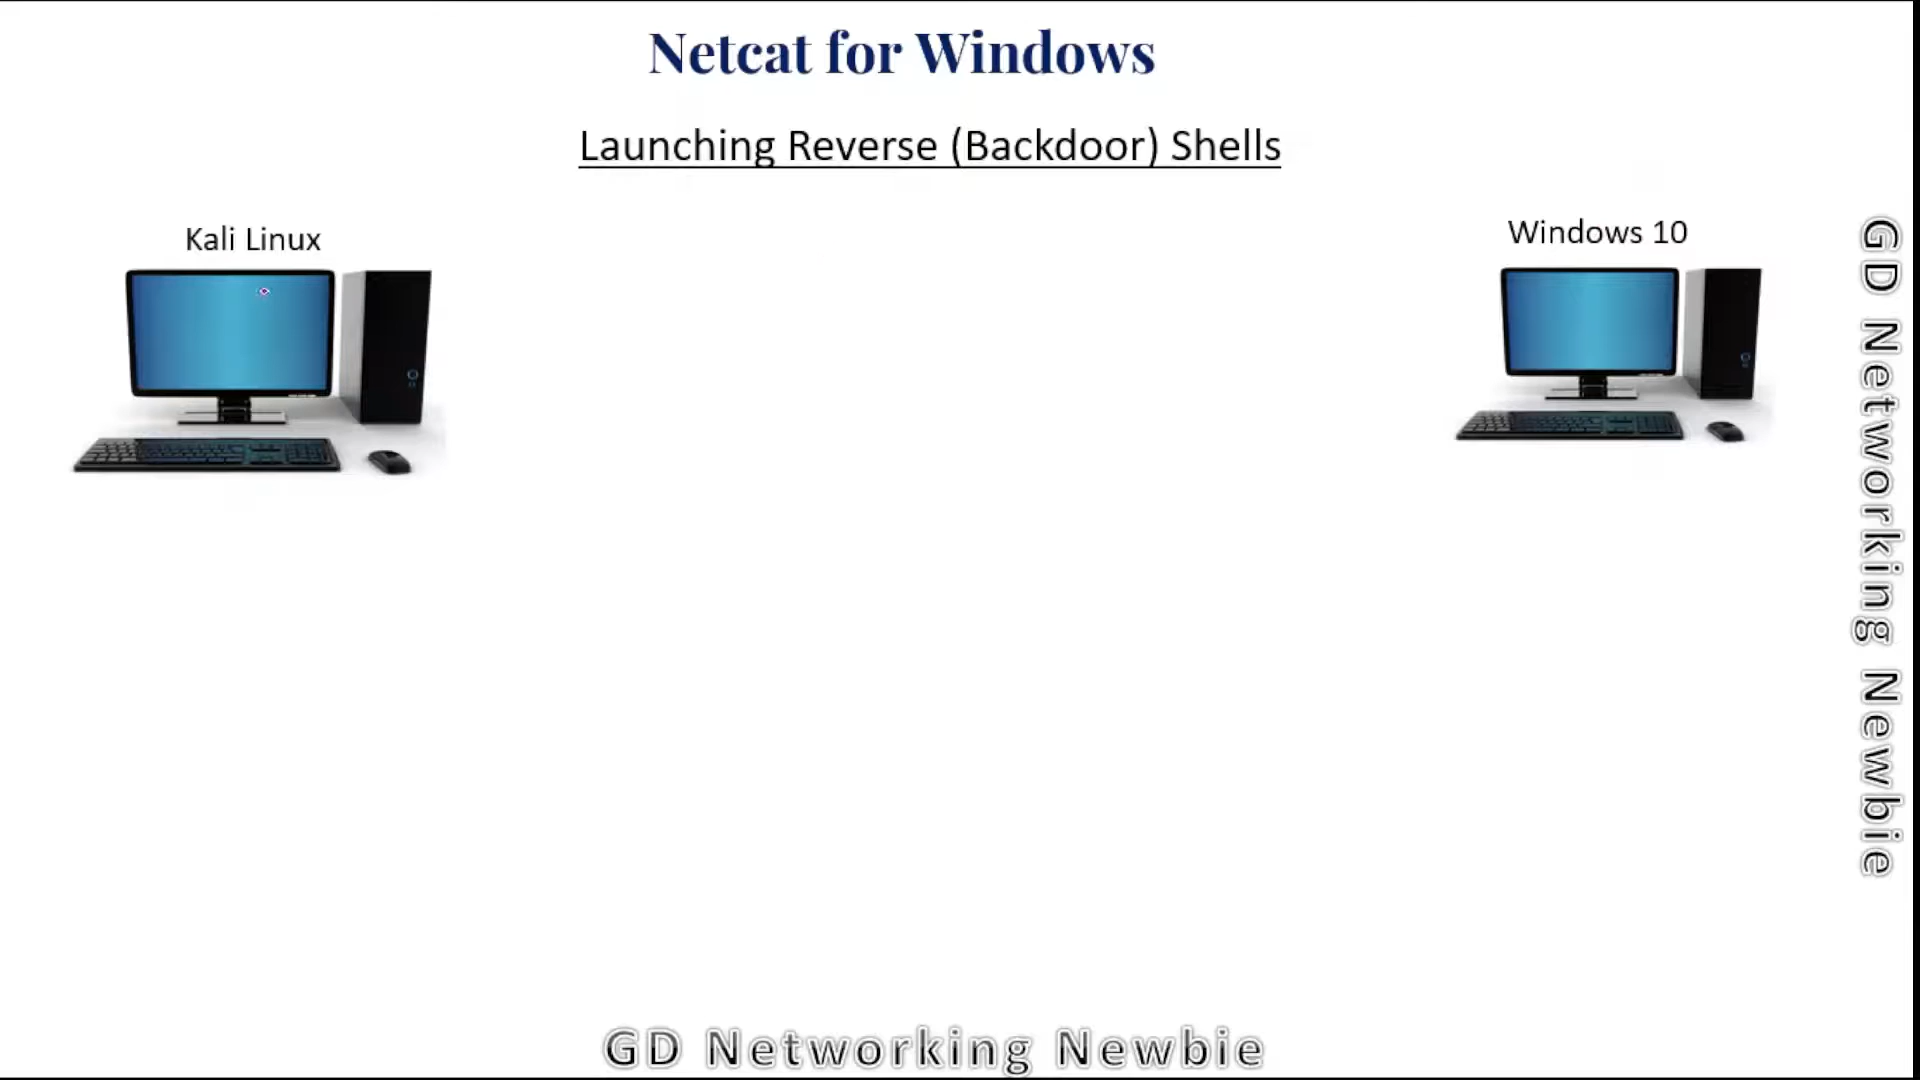 Netcat for Windows
Launching Reverse (Backdoor) Shells
Kali Linux
Windows 10
GD Networking Newbie
GD Networking Newbie